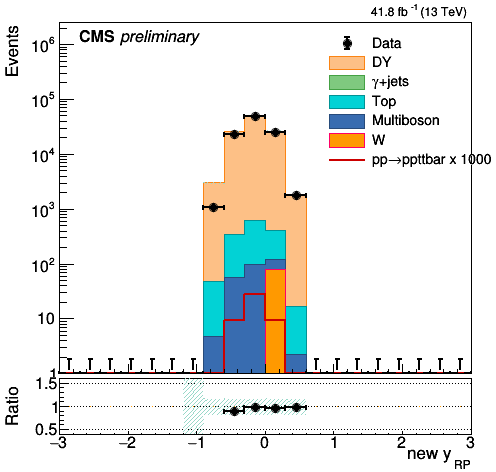 41.8 fb⁻¹ (13 TeV)
CMS preliminary
Events
10⁶
10⁵
10⁴
10³
10²
10
1
Data
DY
γ+jets
Top
Multiboson
W
pp→ppttbar x 1000
Ratio
1.5
1
0.5
−3 −2 −1 0 1 2 3
new y_RP